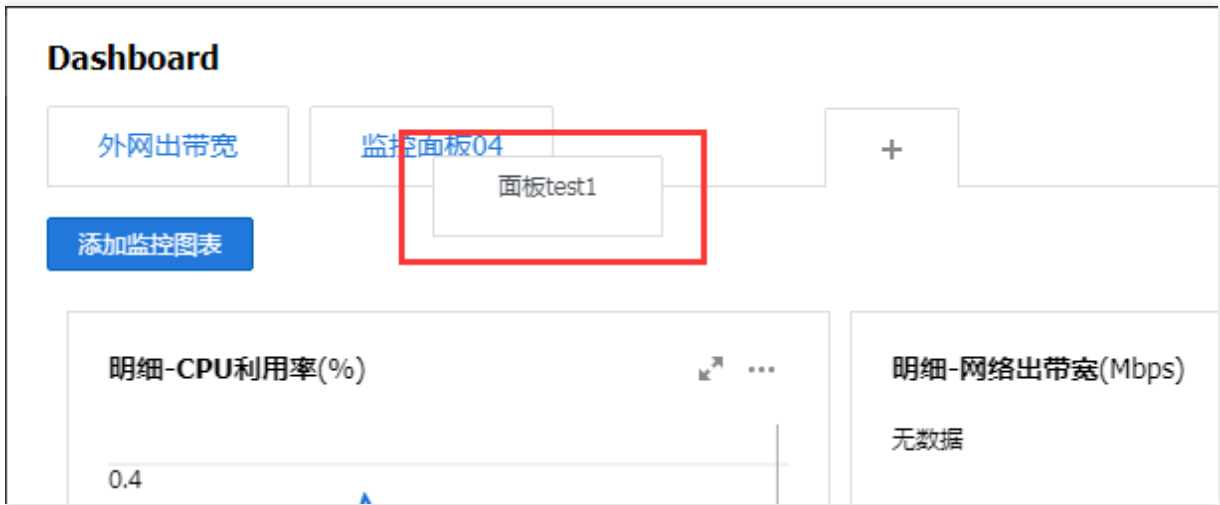 Dashboard
外网出带宽
监控面板04
+
面板test1
添加监控图表
明细-CPU利用率(%)
明细-网络出带宽(Mbps)
无数据
0.4